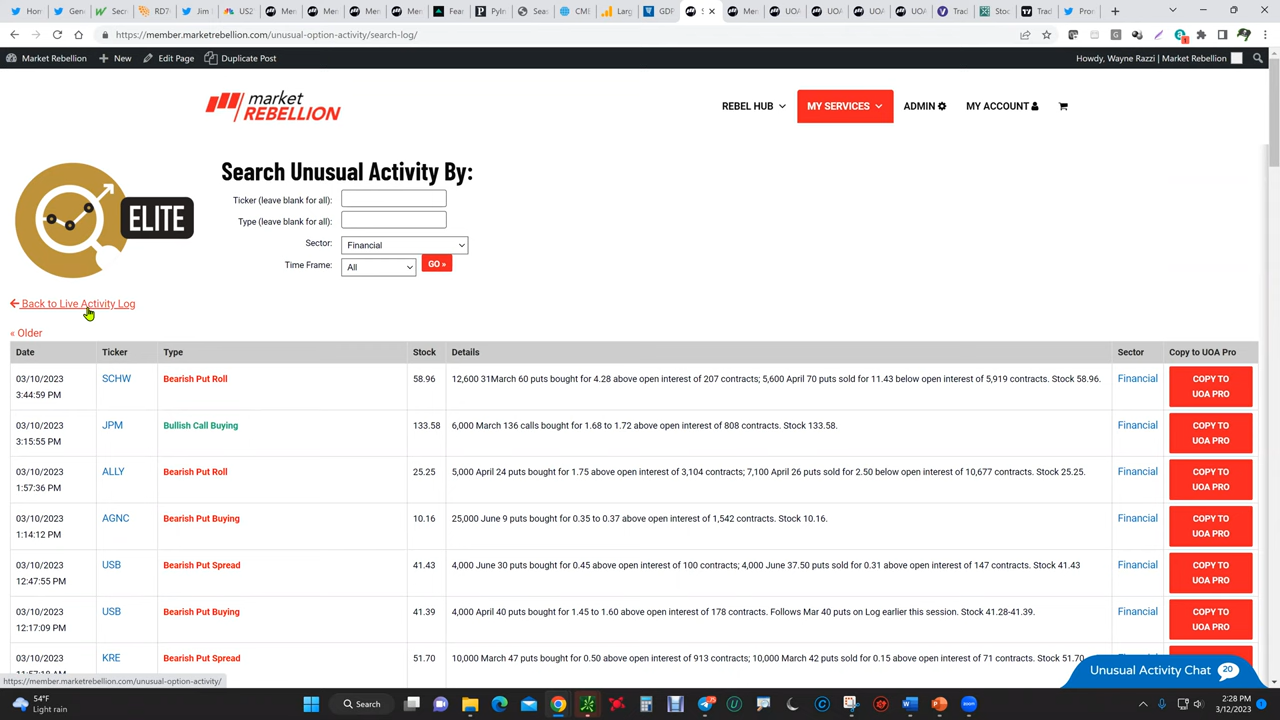 https://member.marketrebellion.com/unusual-option-activity/search-log/
Market Rebellion
New
Edit Page
Duplicate Post
Howdy, Wayne Razzi | Market Rebellion
market
REBELLION
REBEL HUB
MY SERVICES
ADMIN
MY ACCOUNT
ELITE
Search Unusual Activity By:
Ticker (leave blank for all):
Type (leave blank for all):
Sector: Financial
Time Frame: All GO »
Back to Live Activity Log
« Older
Date Ticker Type Stock Details Sector Copy to UOA Pro
03/10/2023 3:44:59 PM SCHW Bearish Put Roll 58.96 12,600 31March 60 puts bought for 4.28 above open interest of 207 contracts; 5,600 April 70 puts sold for 11.43 below open interest of 5,919 contracts. Stock 58.96. Financial COPY TO UOA PRO
03/10/2023 3:15:55 PM JPM Bullish Call Buying 133.58 6,000 March 136 calls bought for 1.68 to 1.72 above open interest of 808 contracts. Stock 133.58. Financial COPY TO UOA PRO
03/10/2023 1:57:36 PM ALLY Bearish Put Roll 25.25 5,000 April 24 puts bought for 1.75 above open interest of 3,104 contracts; 7,100 April 26 puts sold for 2.50 below open interest of 10,677 contracts. Stock 25.25. Financial COPY TO UOA PRO
03/10/2023 1:14:12 PM AGNC Bearish Put Buying 10.16 25,000 June 9 puts bought for 0.35 to 0.37 above open interest of 1,542 contracts. Stock 10.16. Financial COPY TO UOA PRO
03/10/2023 12:47:55 PM USB Bearish Put Spread 41.43 4,000 June 30 puts bought for 0.45 above open interest of 100 contracts; 4,000 June 37.50 puts sold for 0.31 above open interest of 147 contracts. Stock 41.43 Financial COPY TO UOA PRO
03/10/2023 12:17:09 PM USB Bearish Put Buying 41.39 4,000 April 40 puts bought for 1.45 to 1.60 above open interest of 178 contracts. Follows Mar 40 puts on Log earlier this session. Stock 41.28-41.39. Financial COPY TO UOA PRO
03/10/2023 KRE Bearish Put Spread 51.70 10,000 March 47 puts bought for 0.50 above open interest of 913 contracts; 10,000 March 42 puts sold for 0.15 above open interest of 71 contracts. Stock 51.70
Unusual Activity Chat 20
https://member.marketrebellion.com/unusual-option-activity/
54°F
Light rain
Search
2:28 PM
3/12/2023